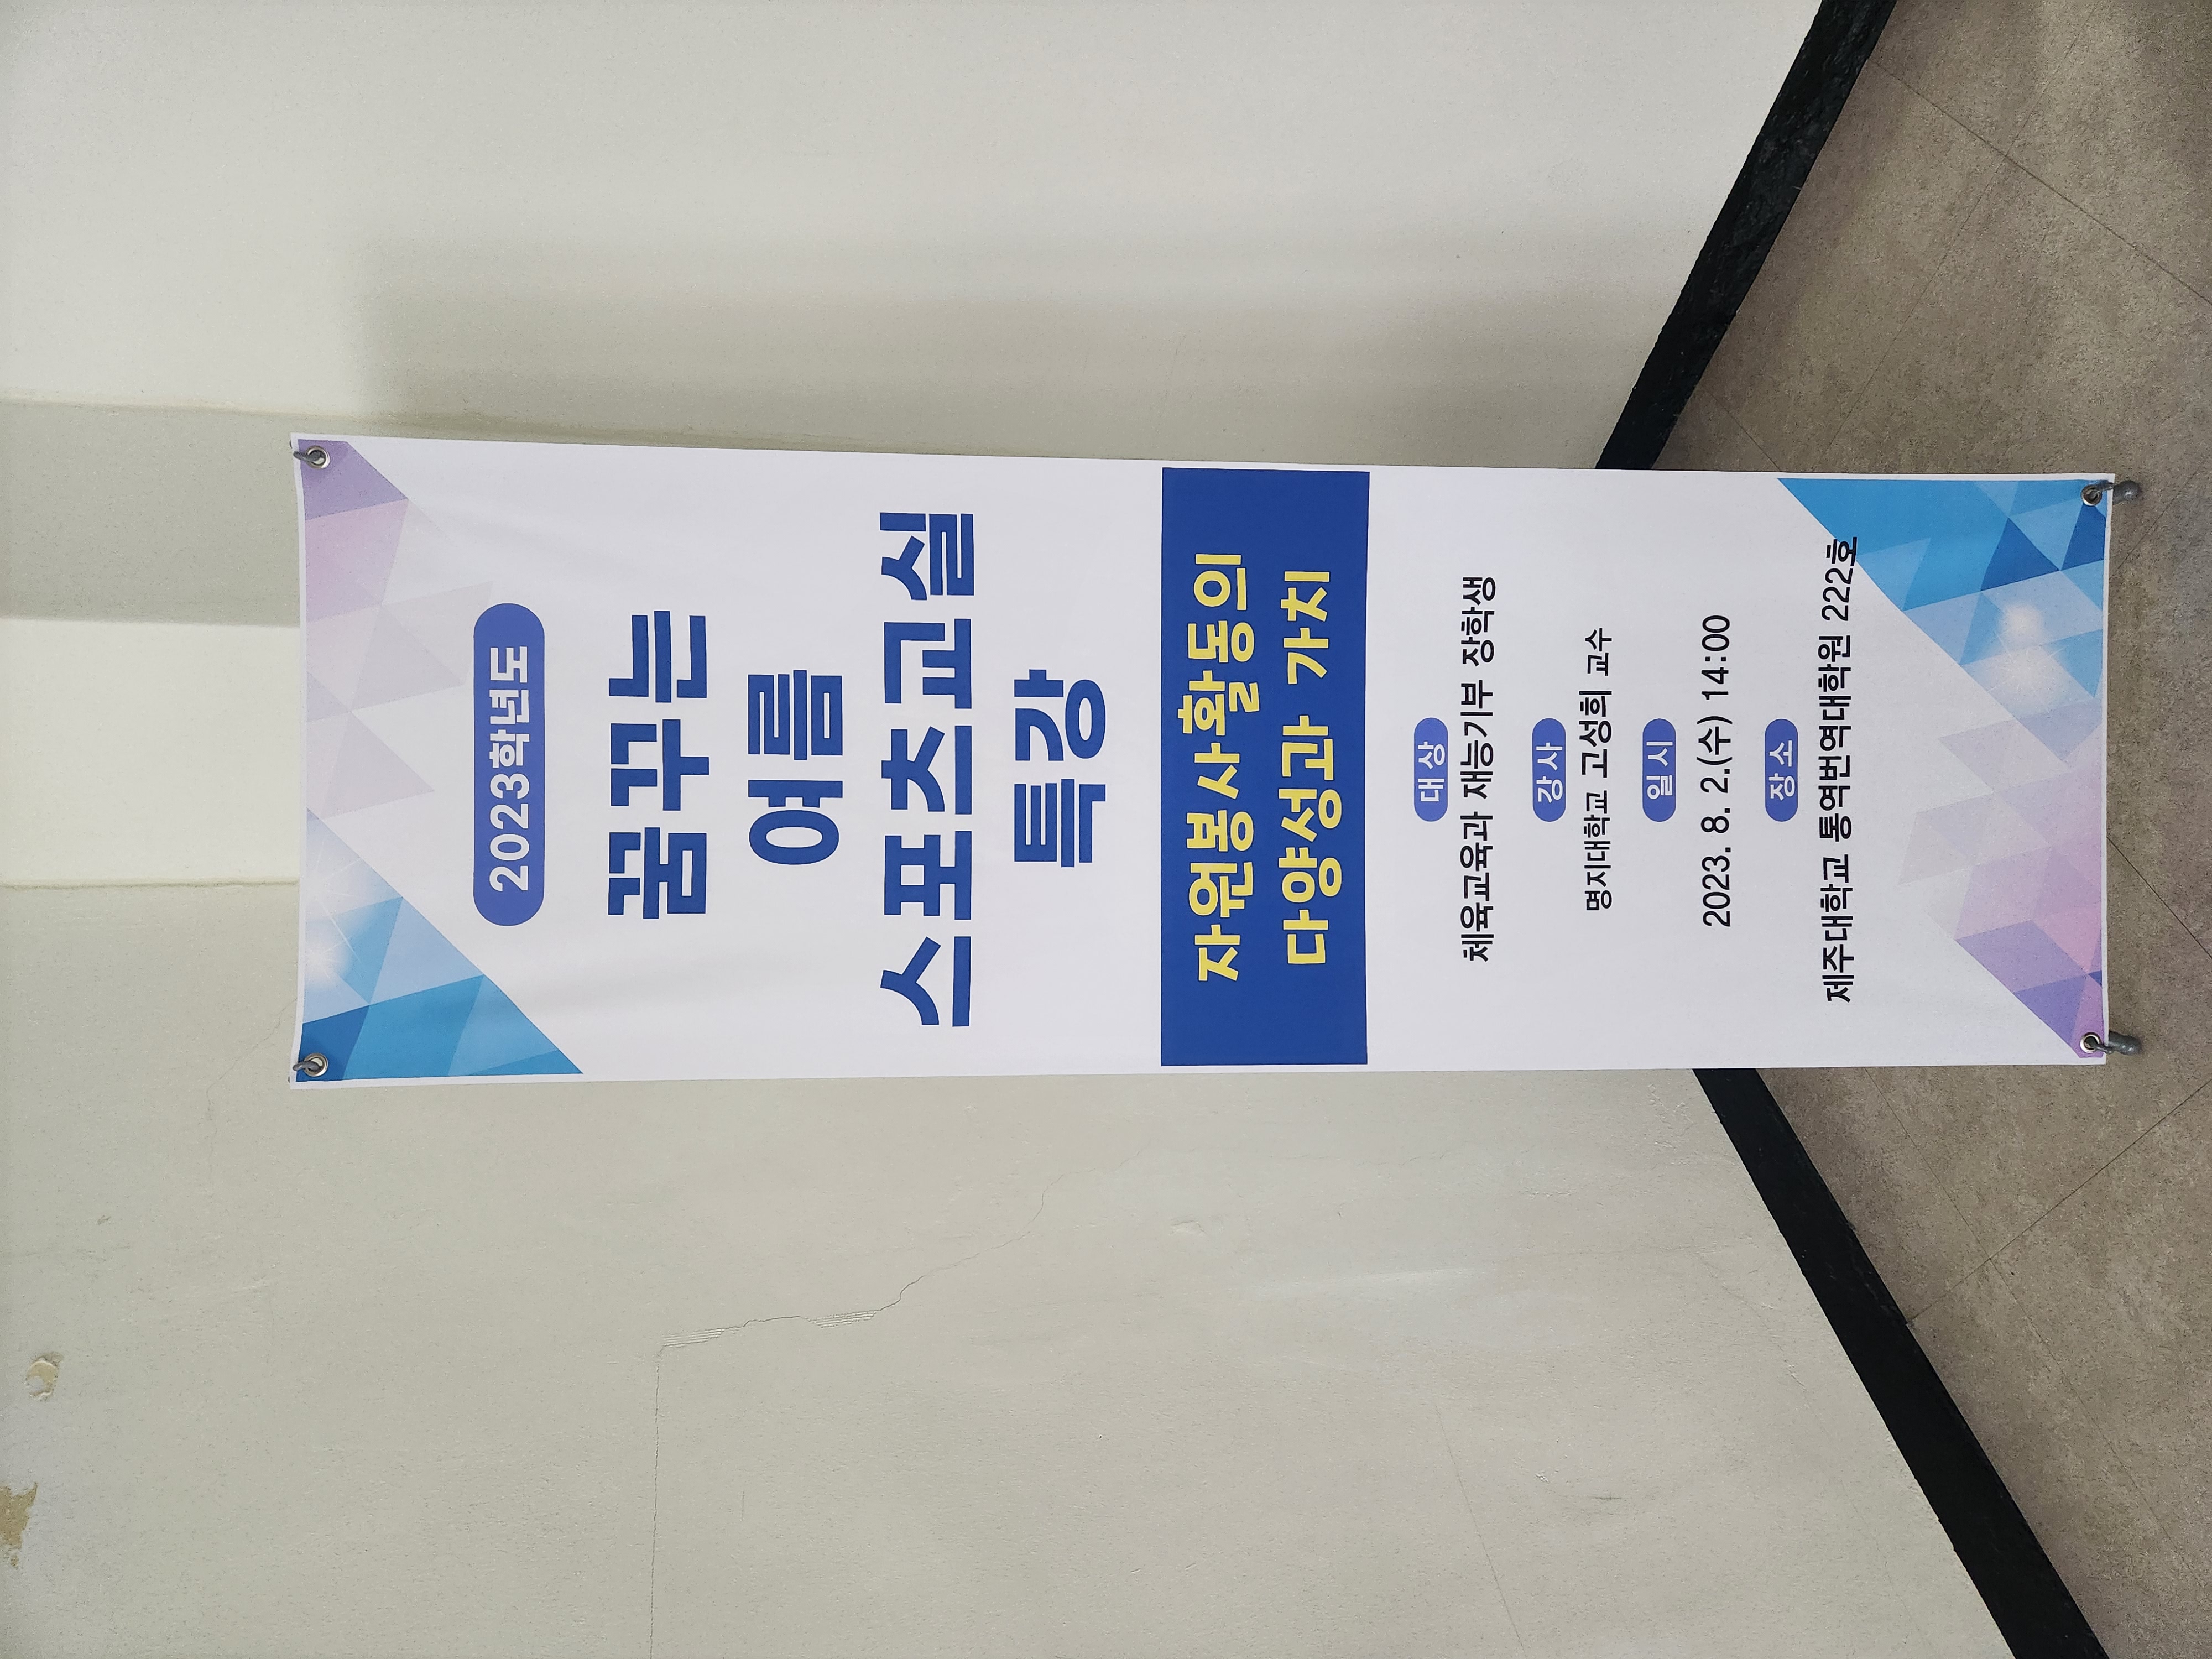 2023학년도
꿈꾸는
여름
스포츠교실
특강
자원봉사활동의
다양성과 가치
대상
체육교육과 재능기부 장학생
강사
명지대학교 고성희 교수
일시
2023. 8. 2.(수) 14:00
장소
제주대학교 통역번역대학원 222호